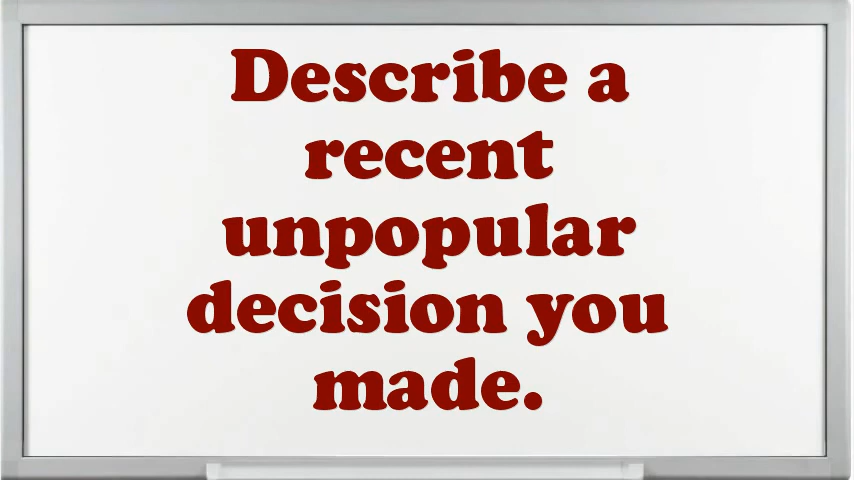 Describe a
recent
unpopular
decision you
made.